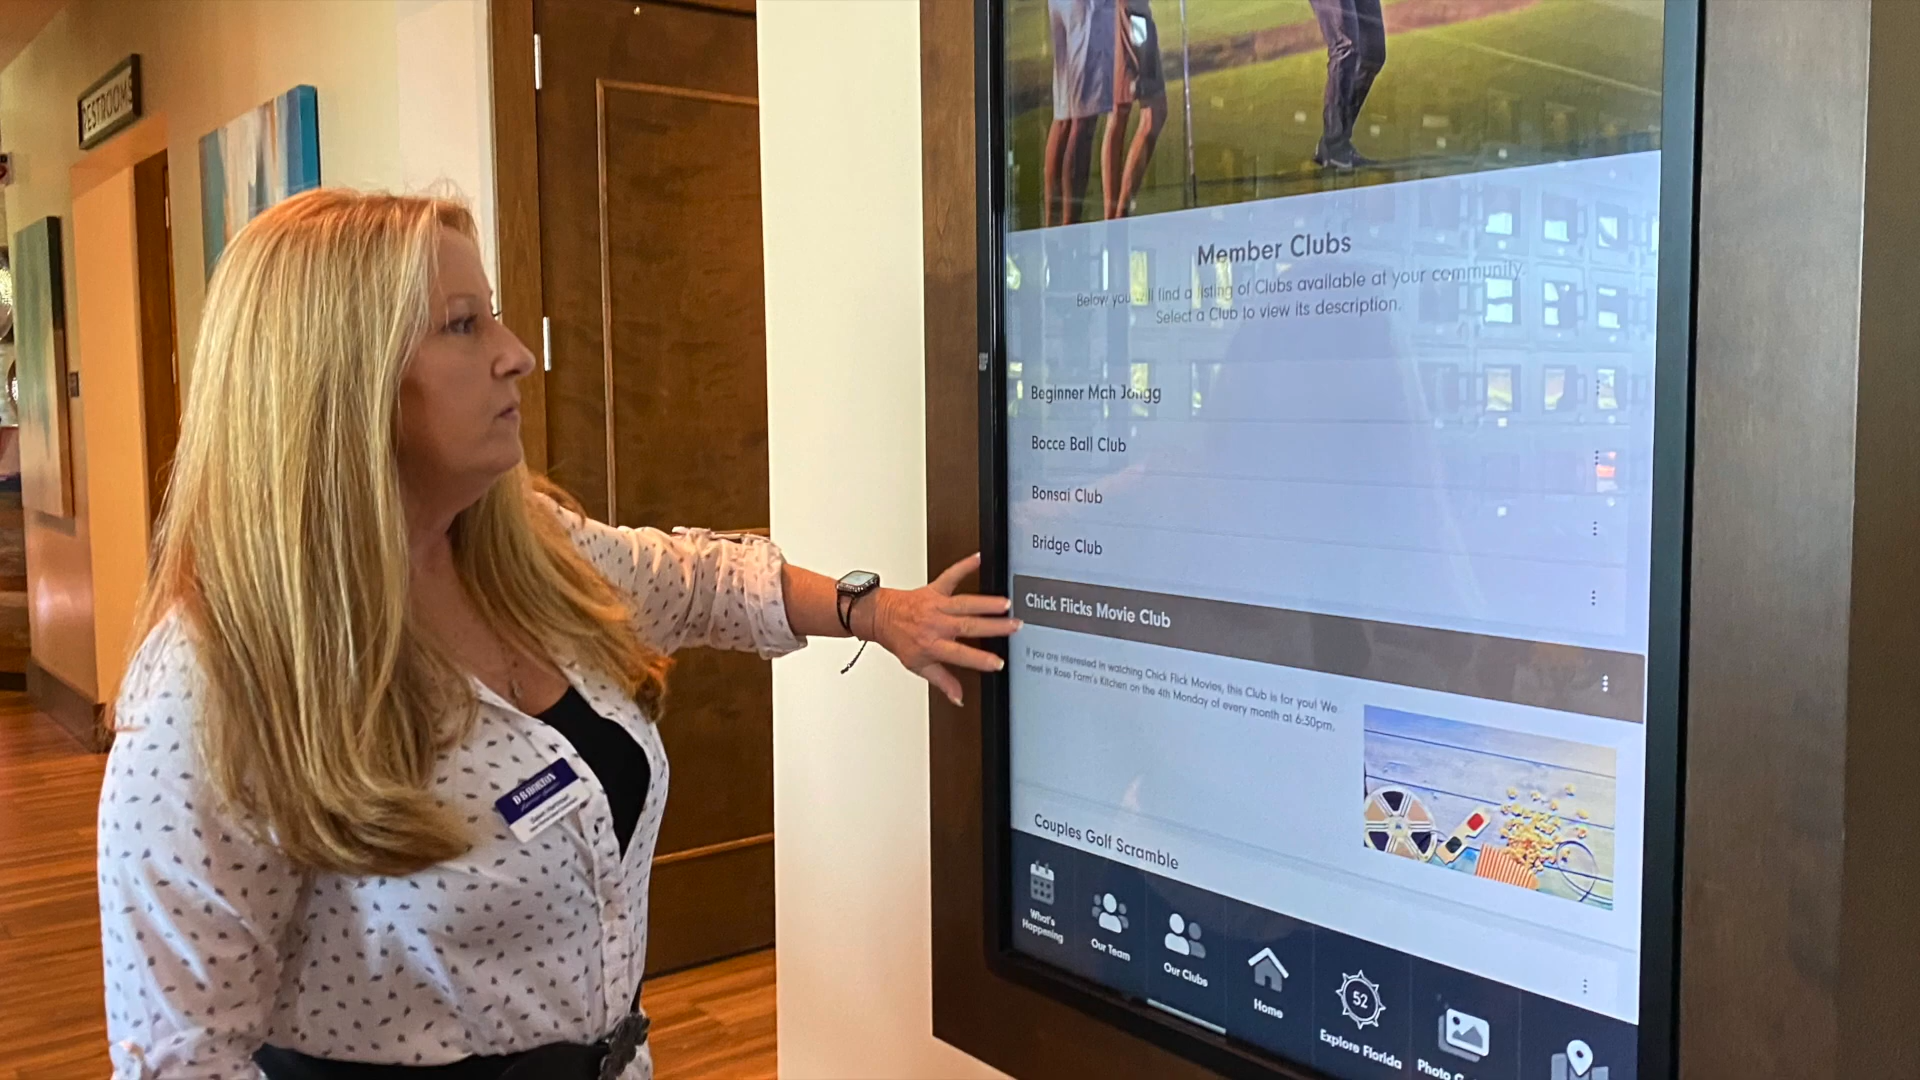 RESTROOMS
Member Clubs
Below you will find a listing of Clubs available at your community.
Select a Club to view its description.
Beginner Mah Jongg
Bocce Ball Club
Bonsai Club
Bridge Club
Chick Flicks Movie Club
If you are interested in watching Chick Flick Movies, this Club is for you! We
meet in Rose Farm's Kitchen on the 4th Monday of every month at 6:30pm.
D·R·HORTON
Couples Golf Scramble
What's
Happening
Our Team
Our Clubs
Home
52
Explore Florida
Photo